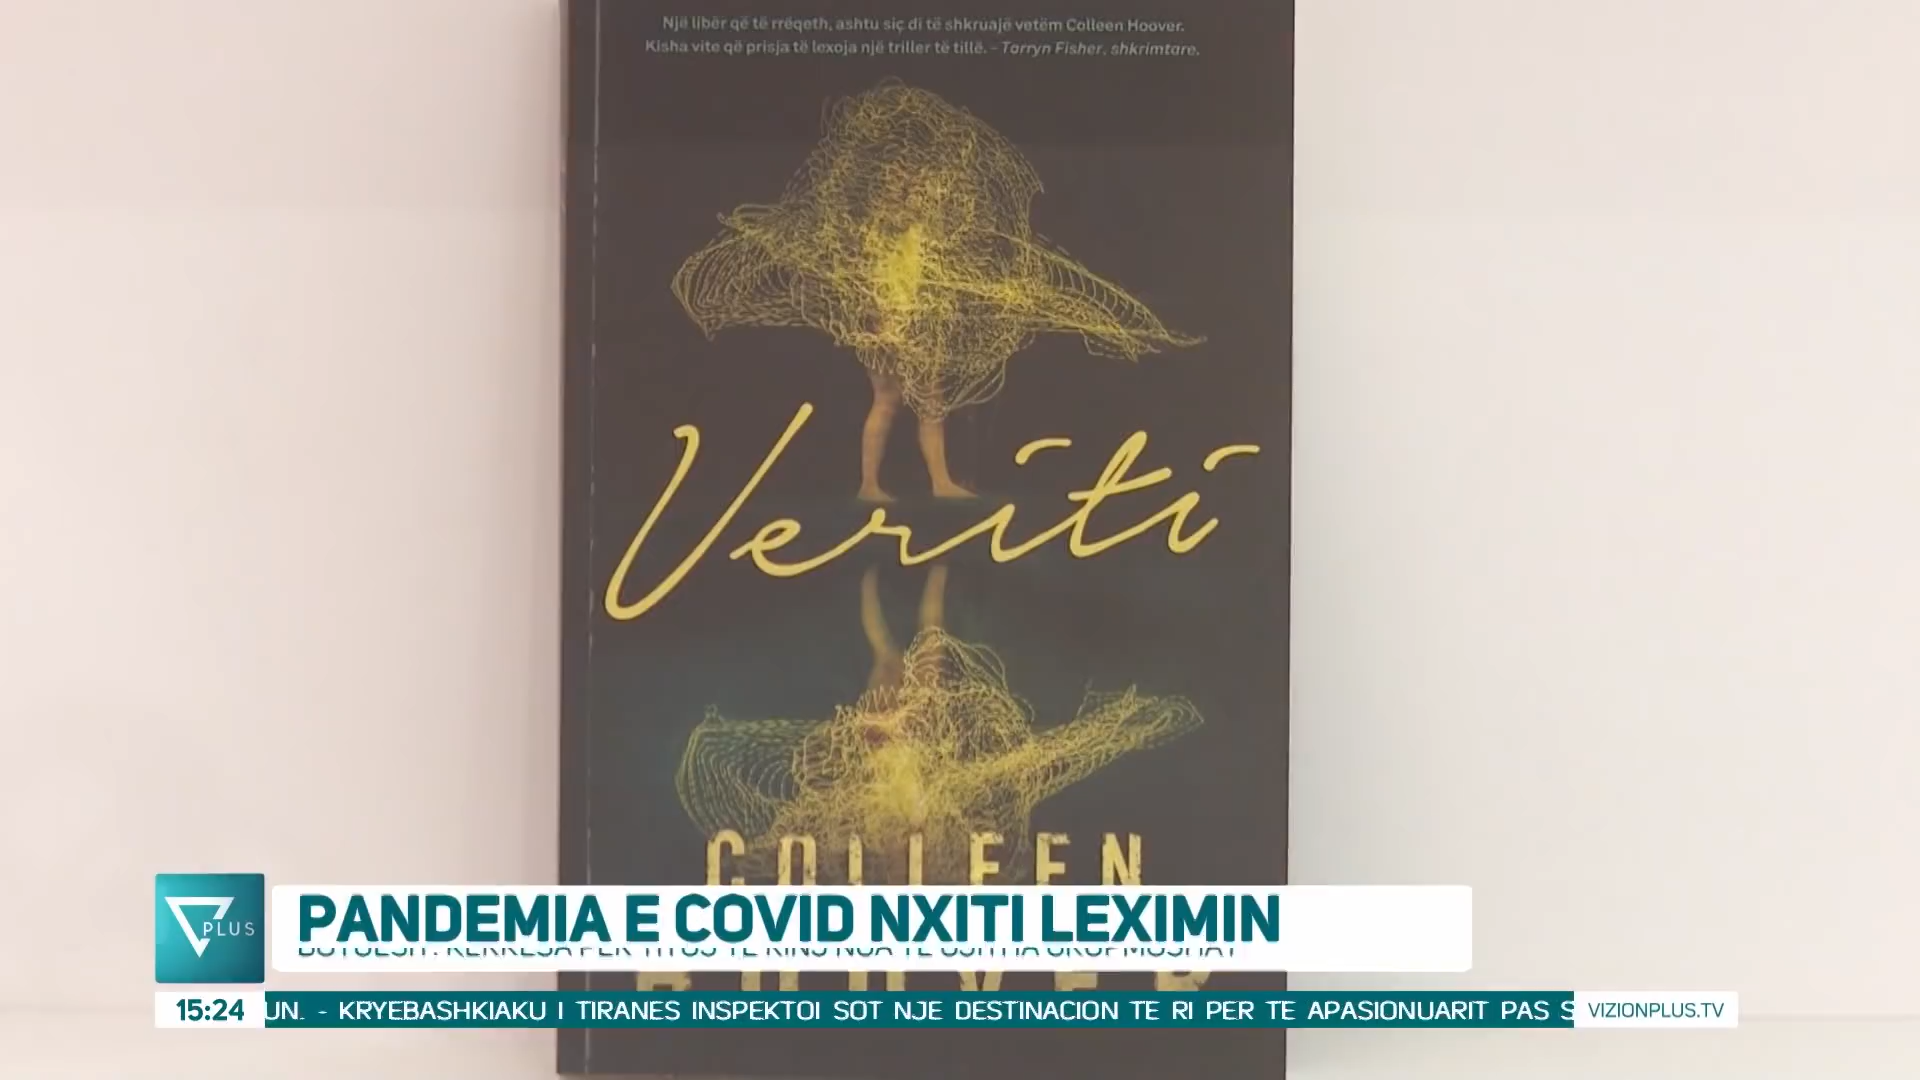 Një libër që të rrëqeth, ashtu siç di të shkruajë vetëm Colleen Hoover.
Kisha vite që prisja të lexoja një triller të tillë. – Tarryn Fisher, shkrimtare.
Veriti
COLLEEN
HOOVER
PLUS
PANDEMIA E COVID NXITI LEXIMIN
15:24
UN. - KRYEBASHKIAKU I TIRANES INSPEKTOI SOT NJE DESTINACION TE RI PER TE APASIONUARIT PAS S
VIZIONPLUS.TV